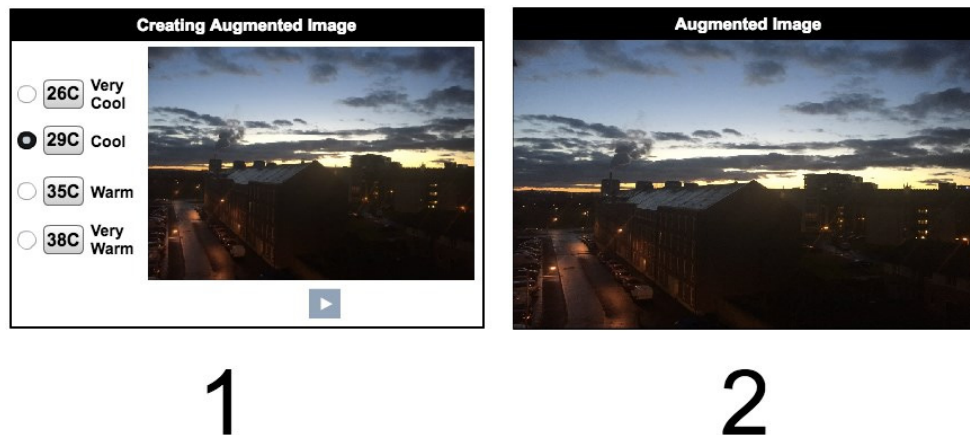 Creating Augmented Image
26C Very
Cool
29C Cool
35C Warm
38C Very
Warm
Augmented Image
1
2